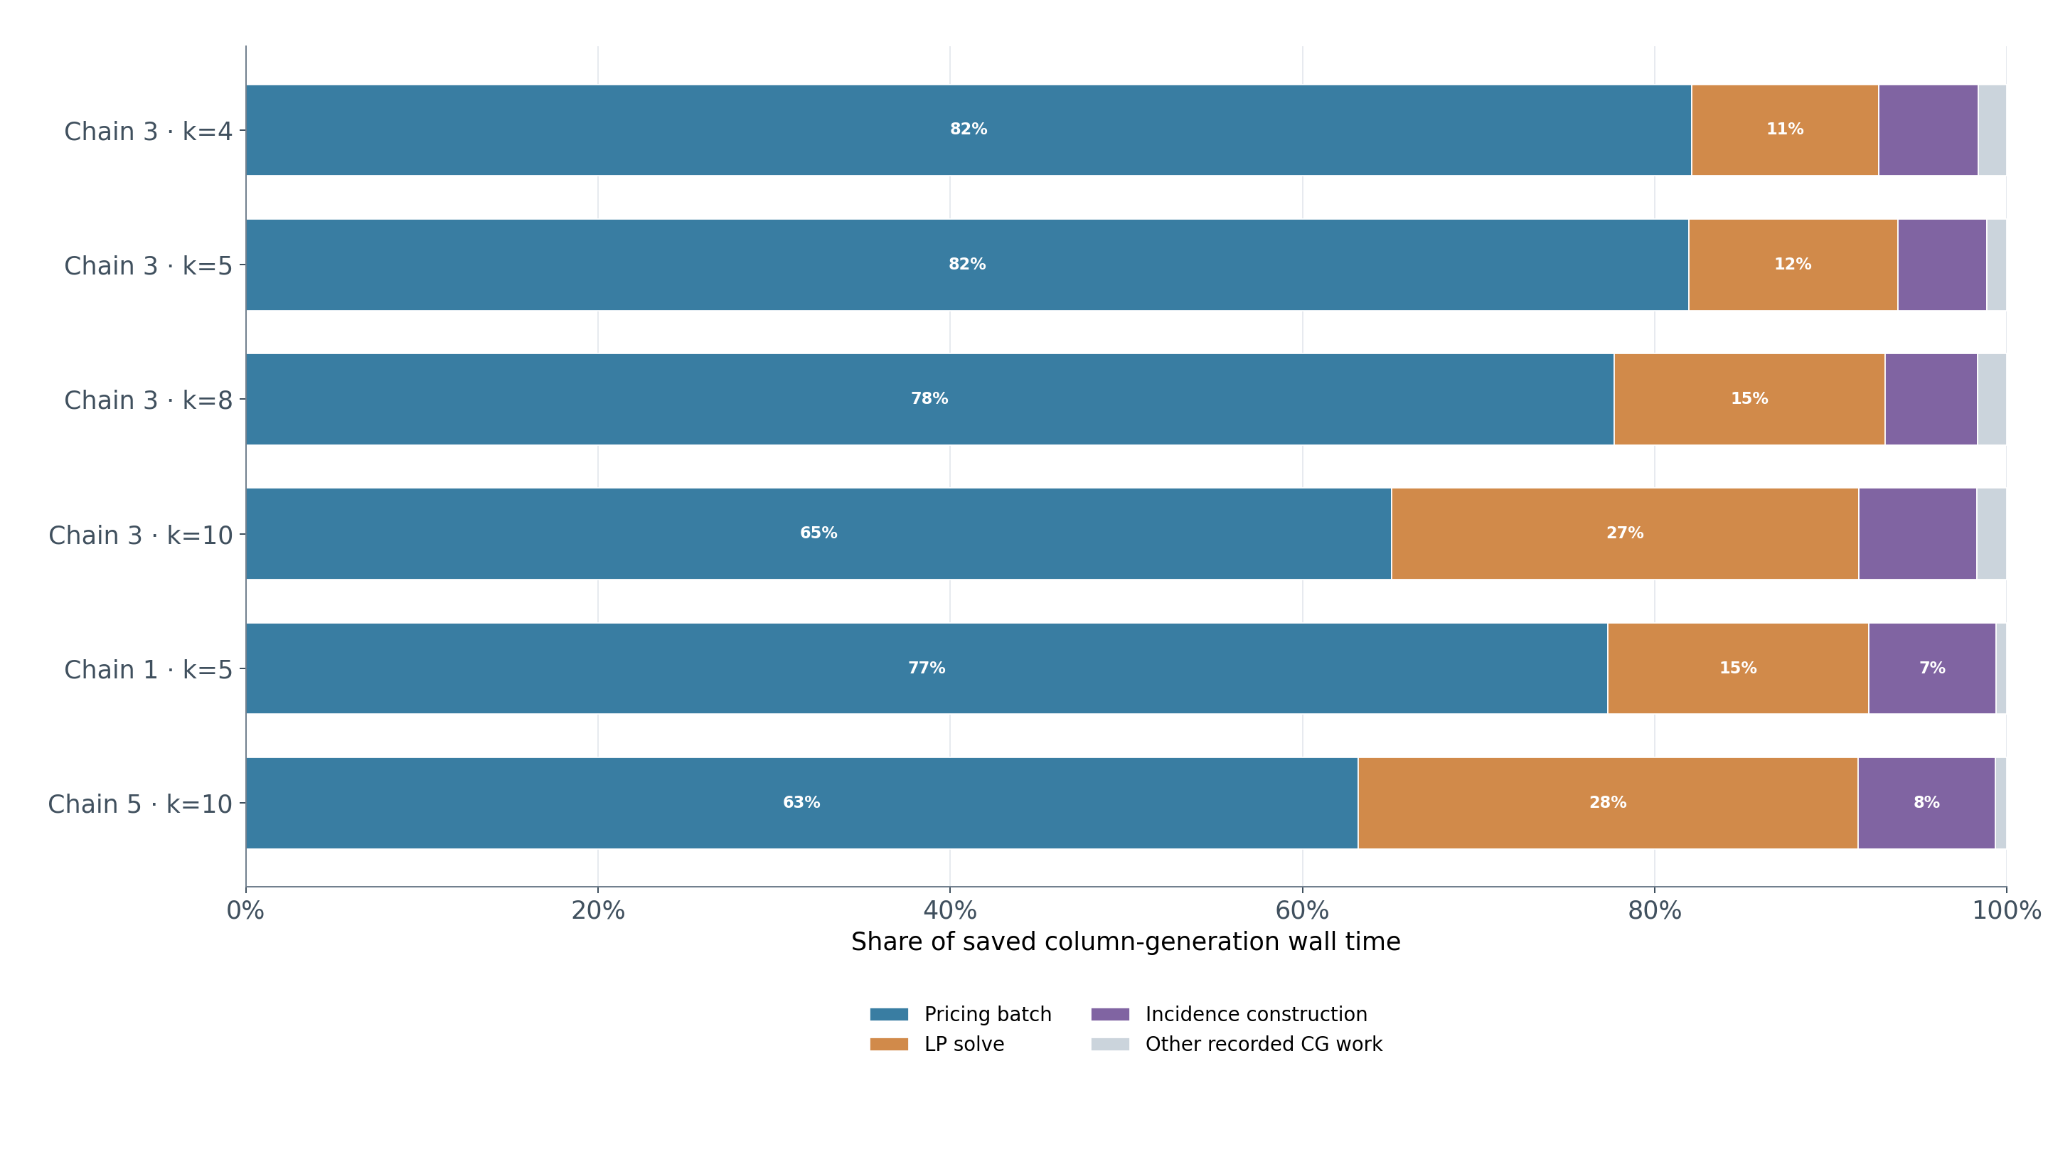 Chain 3 · k=4
82%
11%
Chain 3 · k=5
82%
12%
Chain 3 · k=8
78%
15%
Chain 3 · k=10
65%
27%
Chain 1 · k=5
77%
15%
7%
Chain 5 · k=10
63%
28%
8%
0%
20%
40%
60%
80%
100%
Share of saved column-generation wall time
Pricing batch
LP solve
Incidence construction
Other recorded CG work